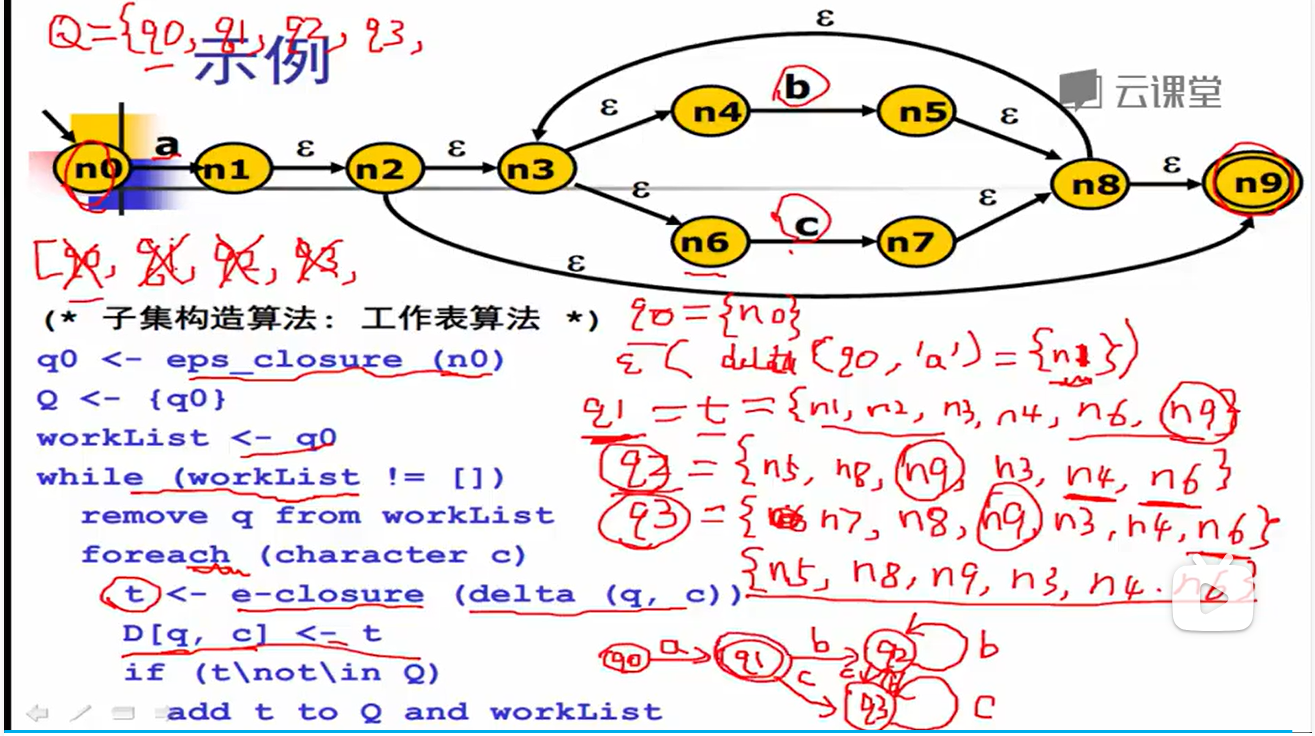 Q={q0, q1, q2, q3,
示例
云课堂
ε
a ε ε ε b ε ε
n0 n1 n2 n3 n4 n5 n8 n9
ε c ε
n6 n7
ε
[q0, q1, q2, q3,
(* 子集构造算法: 工作表算法 *)
q0={n0}
q0 <- eps_closure (n0)
ε( delta(q0,'a')={n1})
Q <- {q0}
q1=t={n1, n2, n3, n4, n6, n9}
workList <- q0
q2={n5, n8, n9, n3, n4, n6}
while (workList != [])
q3={n7, n8, n9, n3, n4, n6}
remove q from workList
foreach (character c)
{n5, n8, n9, n3, n4. n6}
t <- e-closure (delta (q, c))
D[q, c] <- t
q0 a q1 b q2 b
if (t\not\in Q)
c q3 c
add t to Q and workList